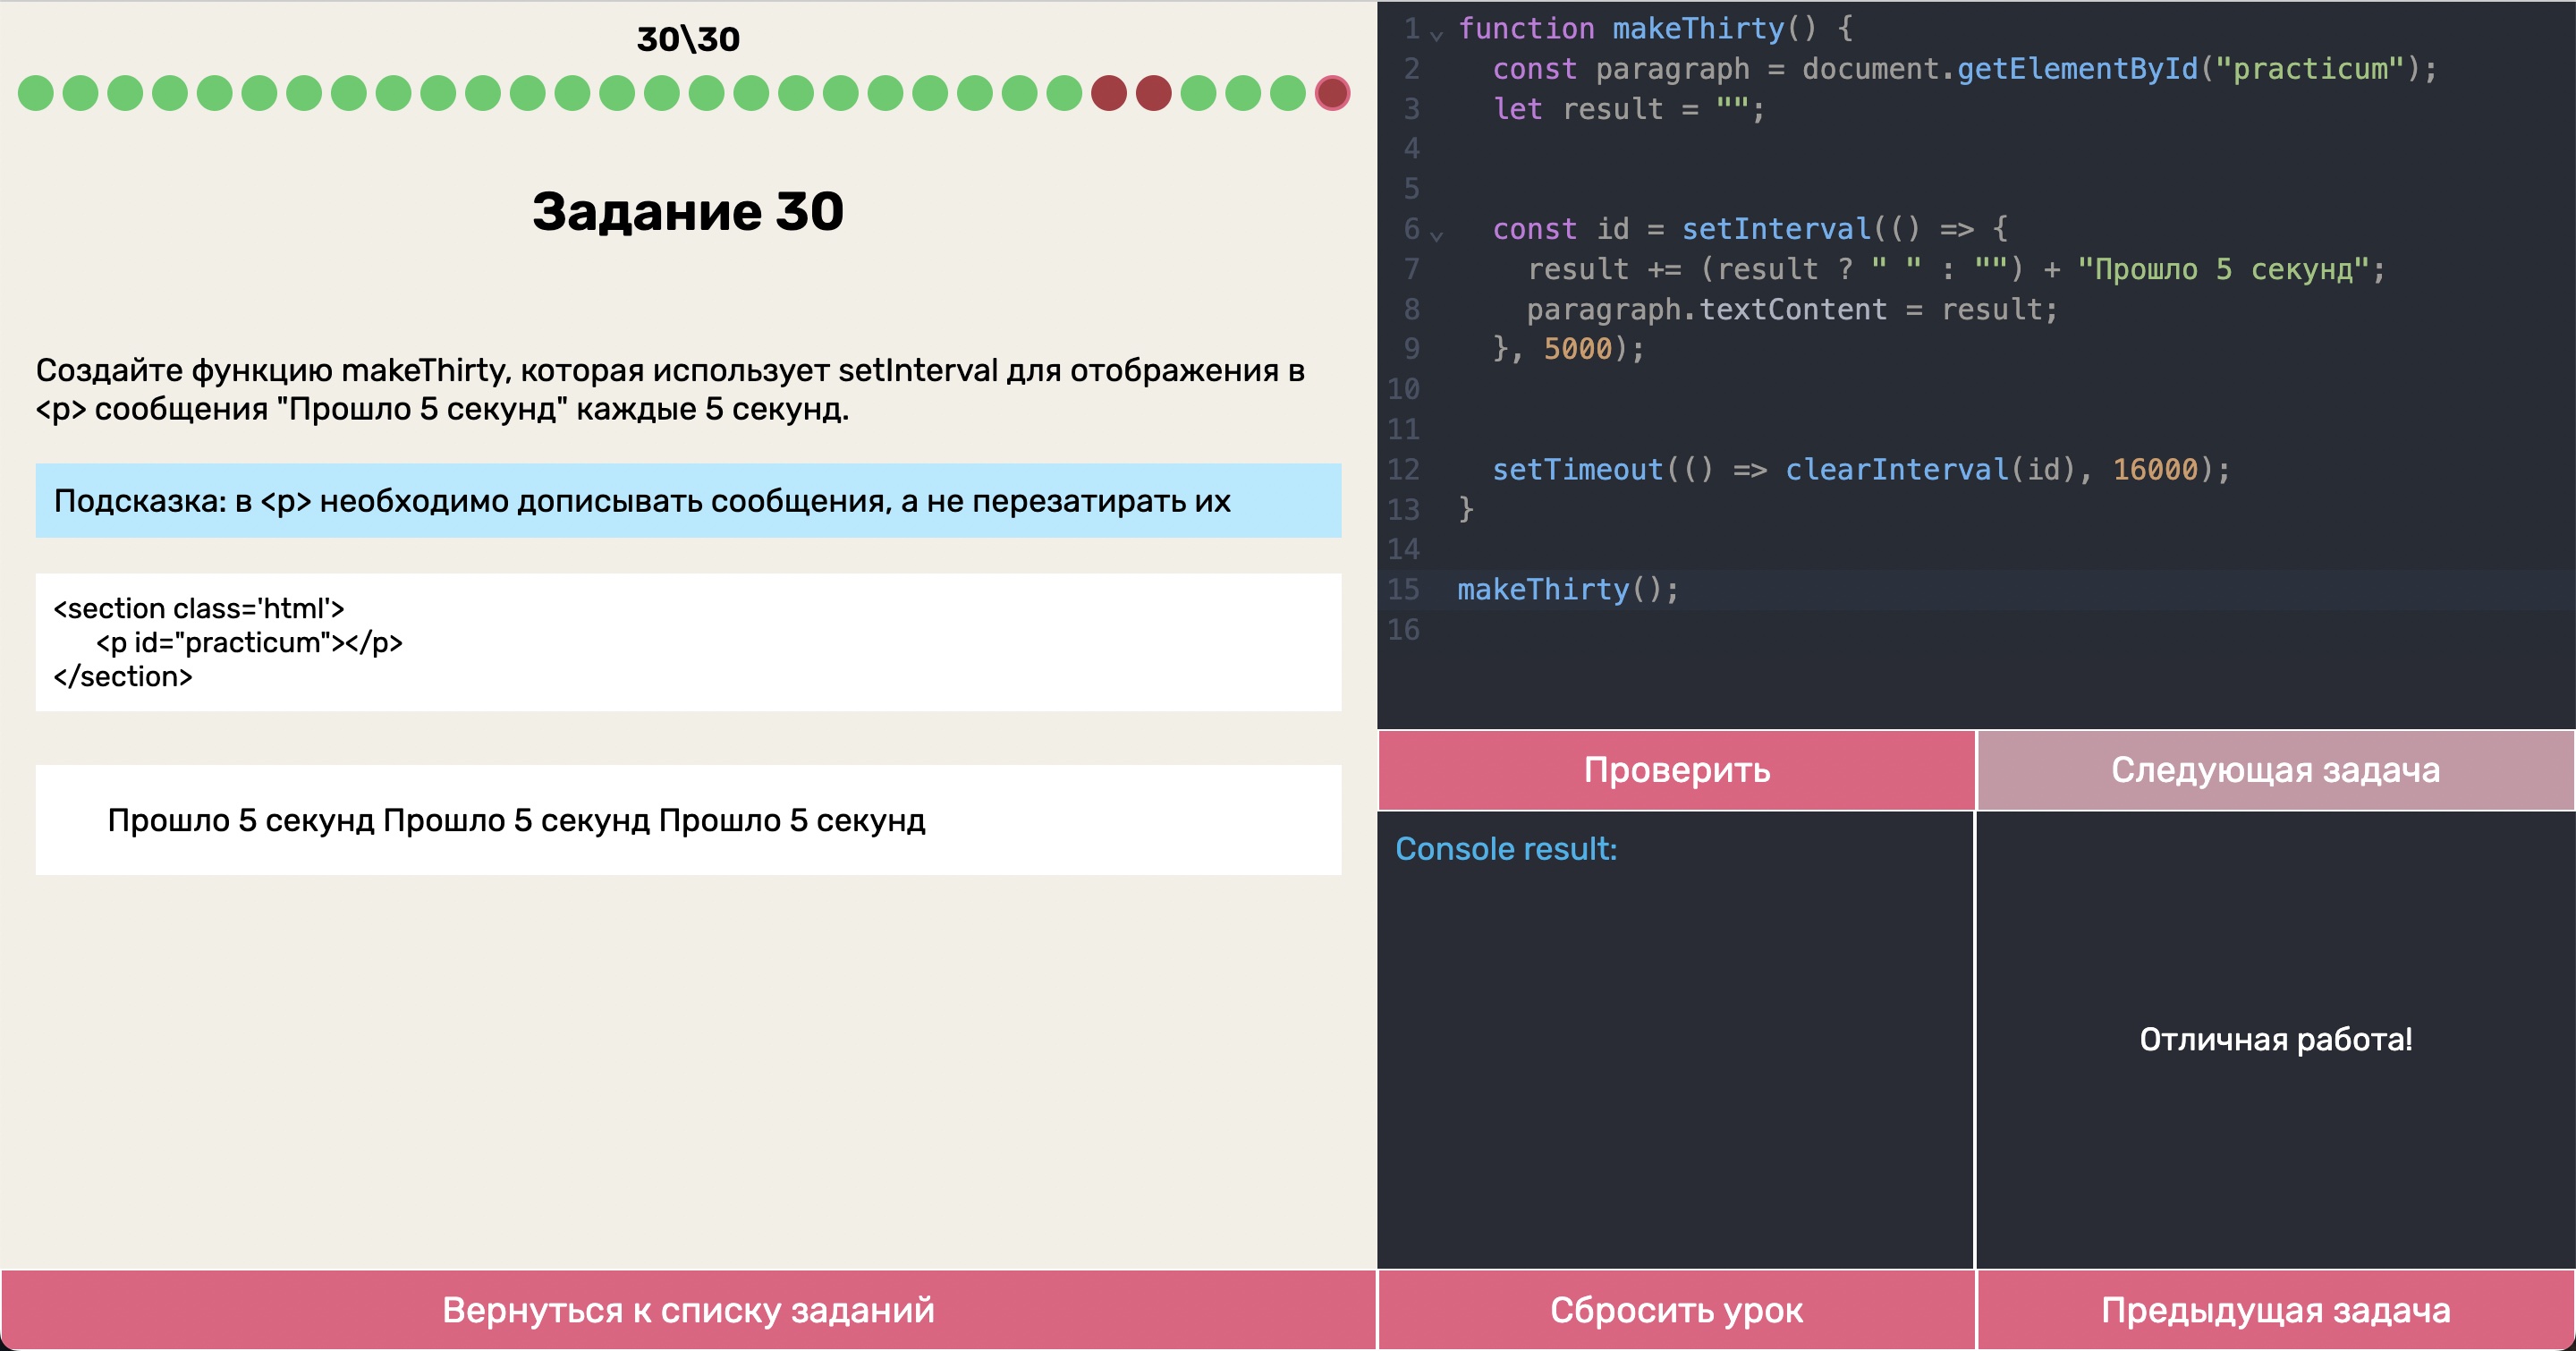 30\30
Задание 30
Создайте функцию makeThirty, которая использует setInterval для отображения в
<p> сообщения "Прошло 5 секунд" каждые 5 секунд.
Подсказка: в <p> необходимо дописывать сообщения, а не перезатирать их
<section class='html'>
<p id="practicum"></p>
</section>
Прошло 5 секунд Прошло 5 секунд Прошло 5 секунд
Вернуться к списку заданий
1 function makeThirty() {
2 const paragraph = document.getElementById("practicum");
3 let result = "";
4
5
6 const id = setInterval(() => {
7 result += (result ? " " : "") + "Прошло 5 секунд";
8 paragraph.textContent = result;
9 }, 5000);
10
11
12 setTimeout(() => clearInterval(id), 16000);
13 }
14
15 makeThirty();
16
Проверить
Следующая задача
Console result:
Отличная работа!
Сбросить урок
Предыдущая задача